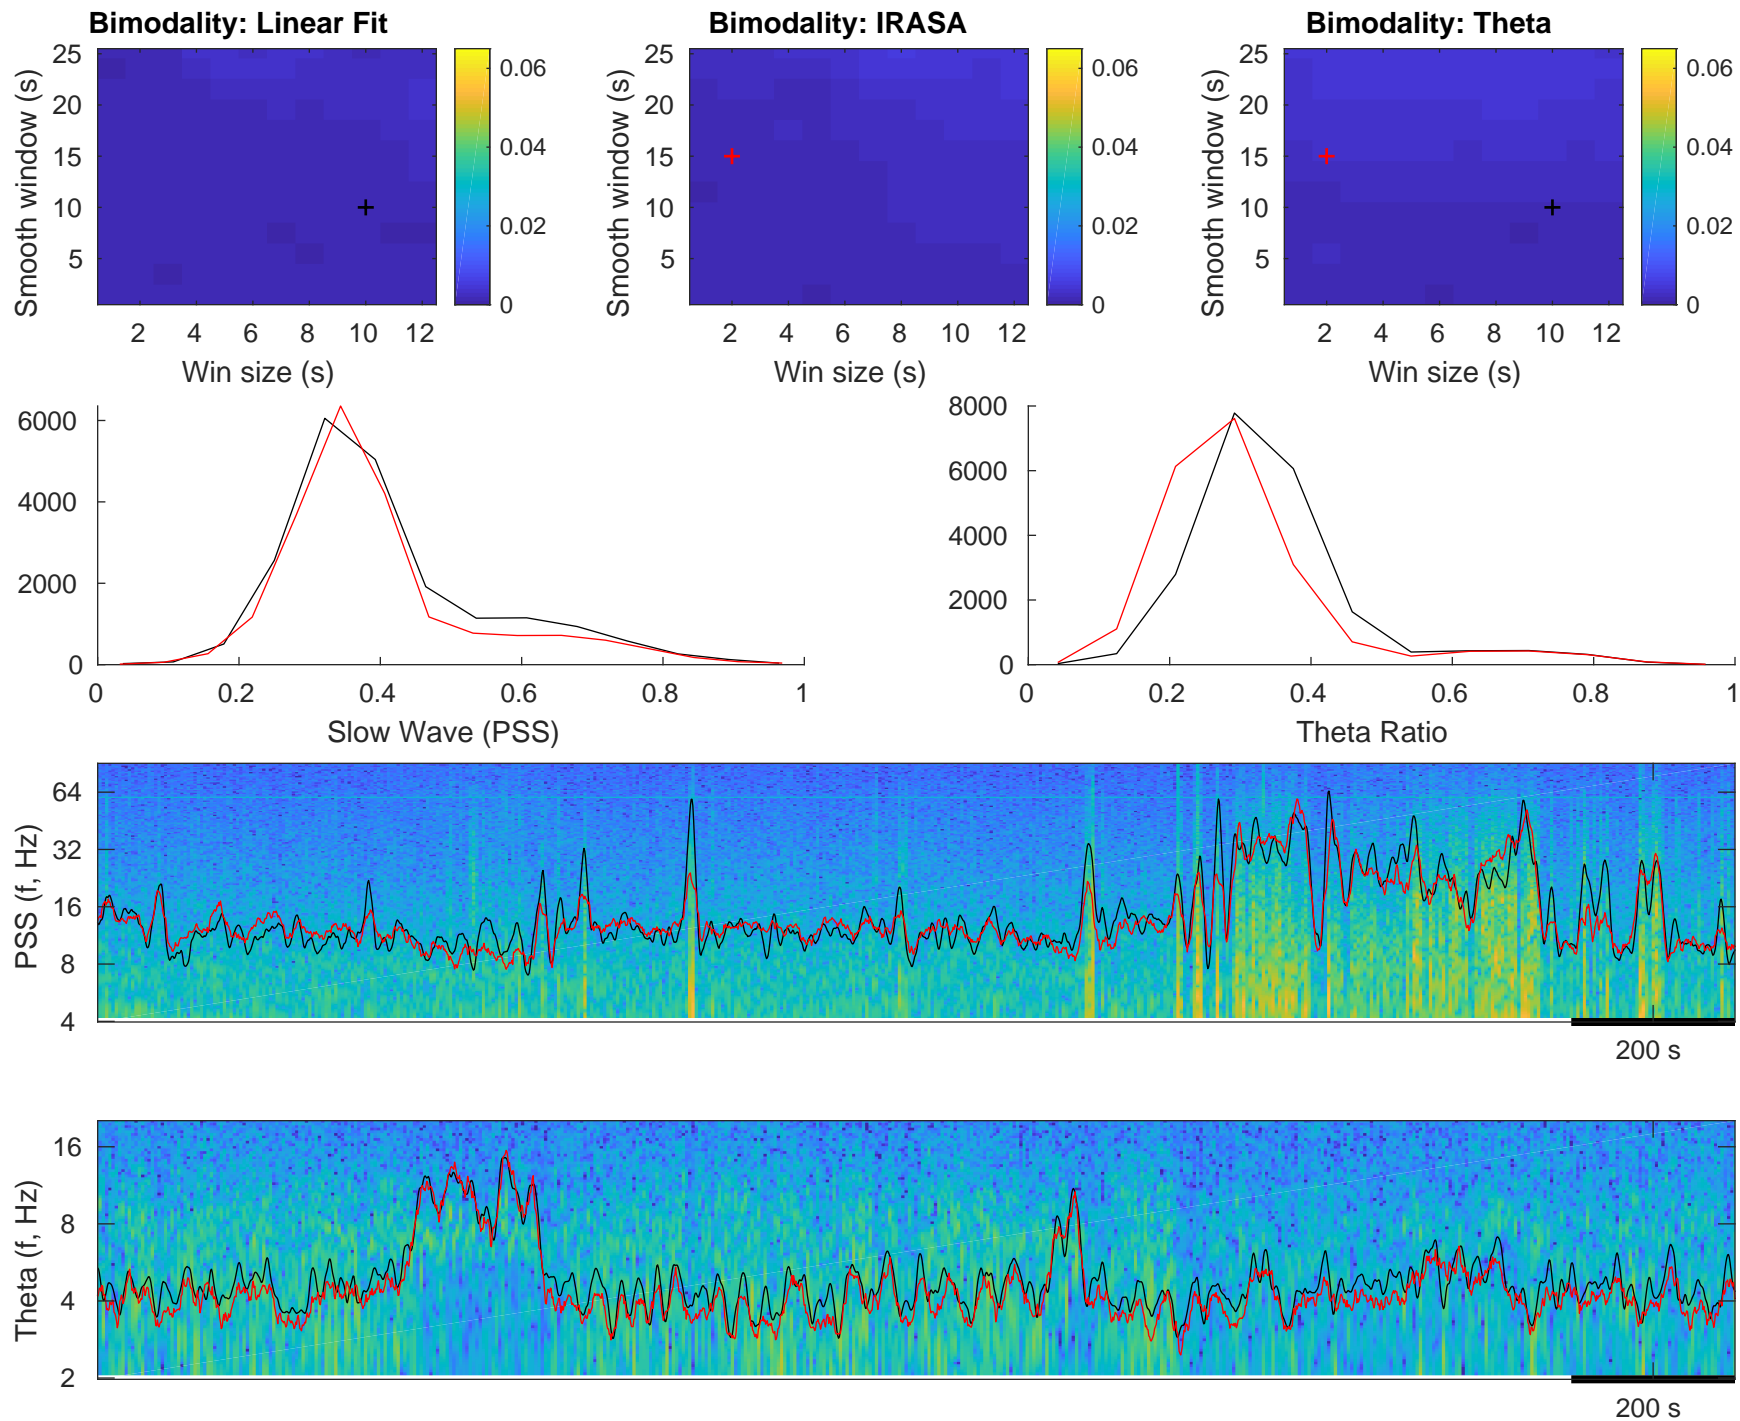 Bimodality: Linear Fit
Bimodality: IRASA
Bimodality: Theta
25
20
15
10
5
Smooth window (s)
2 4 6 8 10 12
Win size (s)
0.06
0.04
0.02
0
25
20
15
10
5
Smooth window (s)
2 4 6 8 10 12
Win size (s)
0.06
0.04
0.02
0
25
20
15
10
5
Smooth window (s)
2 4 6 8 10 12
Win size (s)
0.06
0.04
0.02
0
6000
4000
2000
0
0 0.2 0.4 0.6 0.8 1
Slow Wave (PSS)
8000
6000
4000
2000
0
0 0.2 0.4 0.6 0.8 1
Theta Ratio
64
32
16
8
4
PSS (f, Hz)
200 s
16
8
4
2
Theta (f, Hz)
200 s